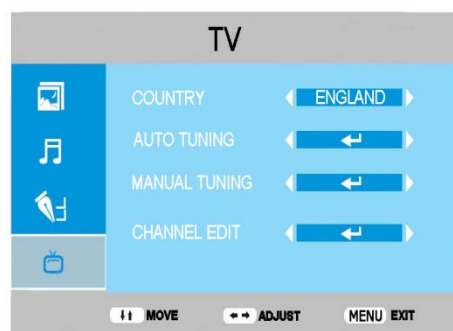 TV
COUNTRY ENGLAND
AUTO TUNING
MANUAL TUNING
CHANNEL EDIT
MOVE ADJUST MENU EXIT